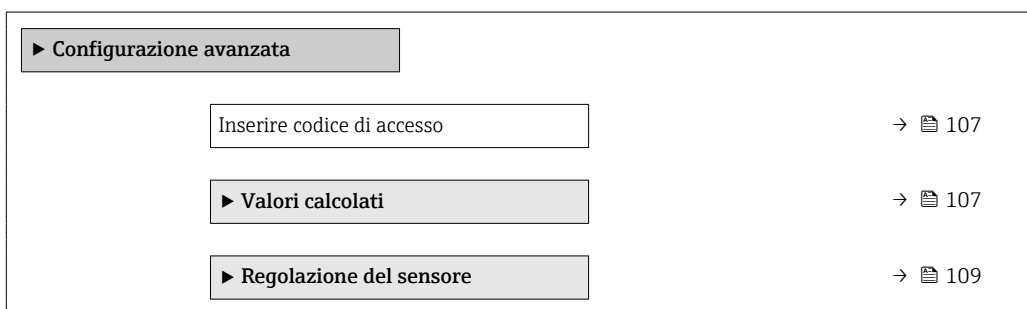 ▶ Configurazione avanzata
Inserire codice di accesso → 107
▶ Valori calcolati → 107
▶ Regolazione del sensore → 109